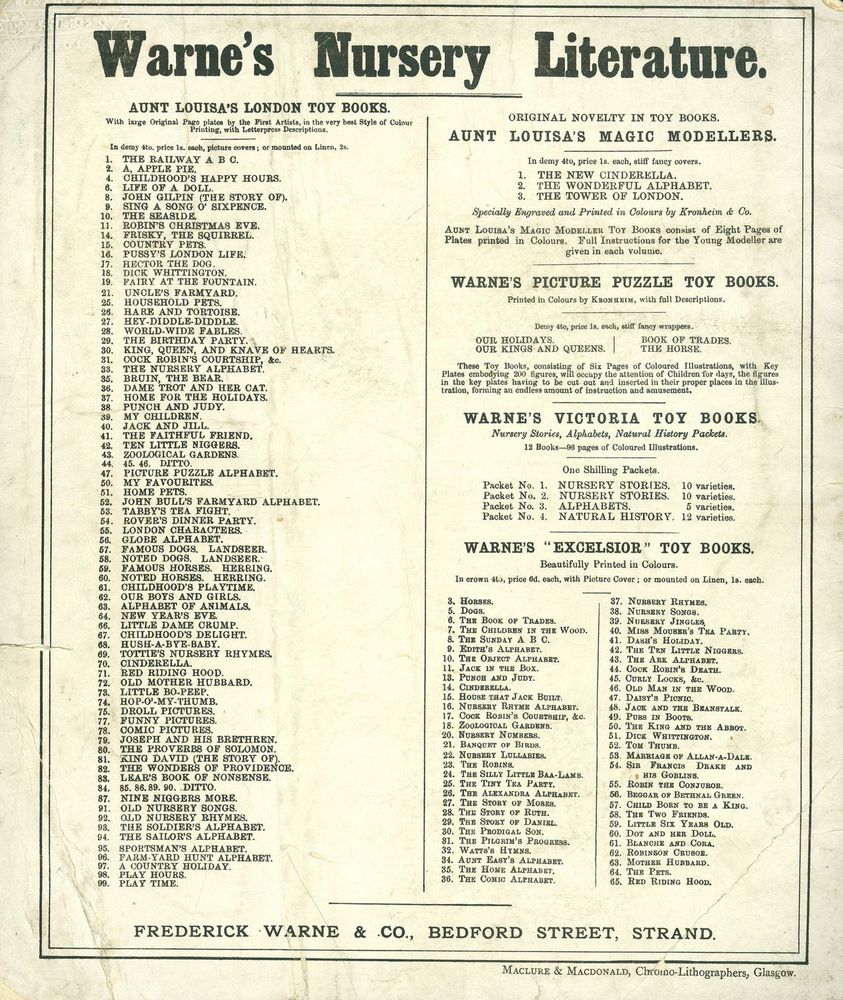 Warne's Nursery Literature.
AUNT LOUISA'S LONDON TOY BOOKS.
With large Original Page plates by the First Artists, in the very best Style of Colour
Printing, with Letterpress Descriptions.
In demy 4to. price 1s. each, picture covers; or mounted on Linen, 2s.
1. THE RAILWAY A B C.
2. A, APPLE PIE.
4. CHILDHOOD'S HAPPY HOURS.
6. LIFE OF A DOLL.
8. JOHN GILPIN (THE STORY OF).
9. SING A SONG O' SIXPENCE.
10. THE SEASIDE.
11. ROBIN'S CHRISTMAS EVE.
14. FRISKY, THE SQUIRREL.
15. COUNTRY PETS.
16. PUSSY'S LONDON LIFE.
17. HECTOR THE DOG.
18. DICK WHITTINGTON.
19. FAIRY AT THE FOUNTAIN.
21. UNCLE'S FARMYARD.
25. HOUSEHOLD PETS.
26. HARE AND TORTOISE.
27. HEY-DIDDLE-DIDDLE.
28. WORLD-WIDE FABLES.
29. THE BIRTHDAY PARTY.
30. KING, QUEEN, AND KNAVE OF HEARTS.
31. COCK ROBIN'S COURTSHIP, &c.
33. THE NURSERY ALPHABET.
35. BRUIN, THE BEAR.
36. DAME TROT AND HER CAT.
37. HOME FOR THE HOLIDAYS.
38. PUNCH AND JUDY.
39. MY CHILDREN.
40. JACK AND JILL.
41. THE FAITHFUL FRIEND.
42. TEN LITTLE NIGGERS.
43. ZOOLOGICAL GARDENS.
44. 45. 46. DITTO.
47. PICTURE PUZZLE ALPHABET.
50. MY FAVOURITES.
51. HOME PETS.
52. JOHN BULL'S FARMYARD ALPHABET.
53. TABBY'S TEA FIGHT.
54. ROVER'S DINNER PARTY.
55. LONDON CHARACTERS.
56. GLOBE ALPHABET.
57. FAMOUS DOGS. LANDSEER.
58. NOTED DOGS. LANDSEER.
59. FAMOUS HORSES. HERRING.
60. NOTED HORSES. HERRING.
61. CHILDHOOD'S PLAYTIME.
62. OUR BOYS AND GIRLS.
63. ALPHABET OF ANIMALS.
64. NEW YEAR'S EVE.
66. LITTLE DAME CRUMP.
67. CHILDHOOD'S DELIGHT.
68. HUSH-A-BYE-BABY.
69. TOTTIE'S NURSERY RHYMES.
70. CINDERELLA.
71. RED RIDING HOOD.
72. OLD MOTHER HUBBARD.
73. LITTLE BO-PEEP.
74. HOP-O'-MY-THUMB.
75. DROLL PICTURES.
77. FUNNY PICTURES.
78. COMIC PICTURES.
79. JOSEPH AND HIS BRETHREN.
80. THE PROVERBS OF SOLOMON.
81. KING DAVID (THE STORY OF).
82. THE WONDERS OF PROVIDENCE.
83. LEAR'S BOOK OF NONSENSE.
84. 85. 86. 89. 90. DITTO.
87. NINE NIGGERS MORE.
91. OLD NURSERY SONGS.
92. OLD NURSERY RHYMES.
93. THE SOLDIER'S ALPHABET.
94. THE SAILOR'S ALPHABET.
95. SPORTSMAN'S ALPHABET.
96. FARM-YARD HUNT ALPHABET.
97. A COUNTRY HOLIDAY.
98. PLAY HOURS.
99. PLAY TIME.
ORIGINAL NOVELTY IN TOY BOOKS.
AUNT LOUISA'S MAGIC MODELLERS.
In demy 4to, price 1s. each, stiff fancy covers.
1. THE NEW CINDERELLA.
2. THE WONDERFUL ALPHABET.
3. THE TOWER OF LONDON.
Specially Engraved and Printed in Colours by Kronheim & Co.
AUNT LOUISA'S MAGIC MODELLER TOY BOOKS consist of Eight Pages of
Plates printed in Colours. Full Instructions for the Young Modeller are
given in each volume.
WARNE'S PICTURE PUZZLE TOY BOOKS.
Printed in Colours by KRONHEIM, with full Descriptions.
Demy 4to, price 1s. each, stiff fancy wrappers.
OUR HOLIDAYS. | BOOK OF TRADES.
OUR KINGS AND QUEENS. | THE HORSE.
These Toy Books, consisting of Six Pages of Coloured Illustrations, with Key
Plates embodying 200 figures, will occupy the attention of Children for days, the figures
in the key plates having to be cut out and inserted in their proper places in the Illus-
tration, forming an endless amount of instruction and amusement.
WARNE'S VICTORIA TOY BOOKS.
Nursery Stories, Alphabets, Natural History Packets.
12 Books—96 pages of Coloured Illustrations.
One Shilling Packets.
Packet No. 1. NURSERY STORIES. 10 varieties.
Packet No. 2. NURSERY STORIES. 10 varieties.
Packet No. 3. ALPHABETS. 5 varieties.
Packet No. 4. NATURAL HISTORY. 12 varieties.
WARNE'S "EXCELSIOR" TOY BOOKS.
Beautifully Printed in Colours.
In crown 4to, price 6d. each, with Picture Cover; or mounted on Linen, 1s. each.
3. HORSES.
5. DOGS.
6. THE BOOK OF TRADES.
7. THE CHILDREN IN THE WOOD.
8. THE SUNDAY A B C.
9. EDITH'S ALPHABET.
10. THE OBJECT ALPHABET.
11. JACK IN THE BOX.
13. PUNCH AND JUDY.
14. CINDERELLA.
15. HOUSE THAT JACK BUILT.
16. NURSERY RHYME ALPHABET.
17. COCK ROBIN'S COURTSHIP, &c.
18. ZOOLOGICAL GARDENS.
20. NURSERY NUMBERS.
21. BANQUET OF BIRDS.
22. NURSERY LULLABIES.
23. THE ROBINS.
24. THE SILLY LITTLE BAA-LAMB.
25. THE TINY TEA PARTY.
26. THE ALEXANDRA ALPHABET.
27. THE STORY OF MOSES.
28. THE STORY OF RUTH.
29. THE STORY OF DANIEL.
30. THE PRODIGAL SON.
31. THE PILGRIM'S PROGRESS.
32. WATTS'S HYMNS.
34. AUNT EASY'S ALPHABET.
35. THE HOME ALPHABET.
36. THE COMIC ALPHABET.
37. NURSERY RHYMES.
38. NURSERY SONGS.
39. NURSERY JINGLES.
40. MISS MOUSER'S TEA PARTY.
41. DASH'S HOLIDAY.
42. THE TEN LITTLE NIGGERS.
43. THE ARK ALPHABET.
44. COCK ROBIN'S DEATH.
45. CURLY LOCKS, &c.
46. OLD MAN IN THE WOOD.
47. DAISY'S PICNIC.
48. JACK AND THE BEANSTALK.
49. PUSS IN BOOTS.
50. THE KING AND THE ABBOT.
51. DICK WHITTINGTON.
52. TOM THUMB.
53. MARRIAGE OF ALLAN-A-DALE.
54. SIR FRANCIS DRAKE AND
HIS GOBLINS.
55. ROBIN THE CONJUROR.
56. BEGGAR OF BETHNAL GREEN.
57. CHILD BORN TO BE A KING.
58. THE TWO FRIENDS.
59. LITTLE SIX YEARS OLD.
60. DOT AND HER DOLL.
61. BLANCHE AND CORA.
62. ROBINSON CRUSOE.
63. MOTHER HUBBARD.
64. THE PETS.
65. RED RIDING HOOD.
FREDERICK WARNE & CO., BEDFORD STREET, STRAND.
MACLURE & MACDONALD, Chromo-Lithographers, Glasgow.